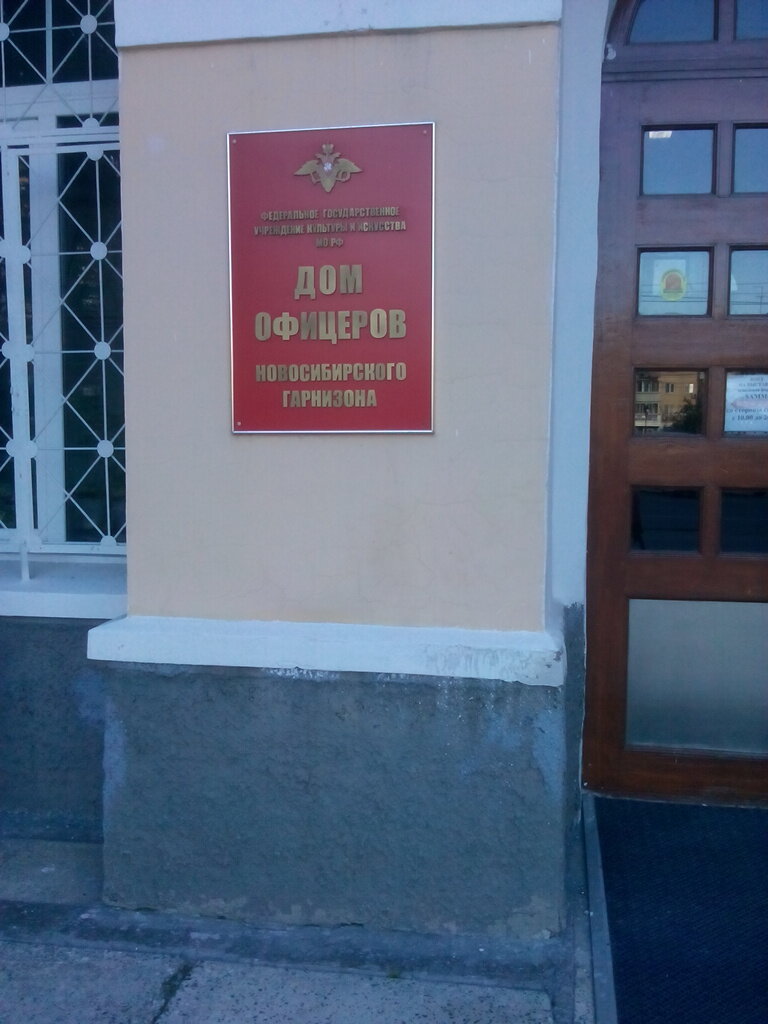 ФЕДЕРАЛЬНОЕ ГОСУДАРСТВЕННОЕ
УЧРЕЖДЕНИЕ КУЛЬТУРЫ И ИСКУССТВА
МО РФ
ДОМ
ОФИЦЕРОВ
НОВОСИБИРСКОГО
ГАРНИЗОНА